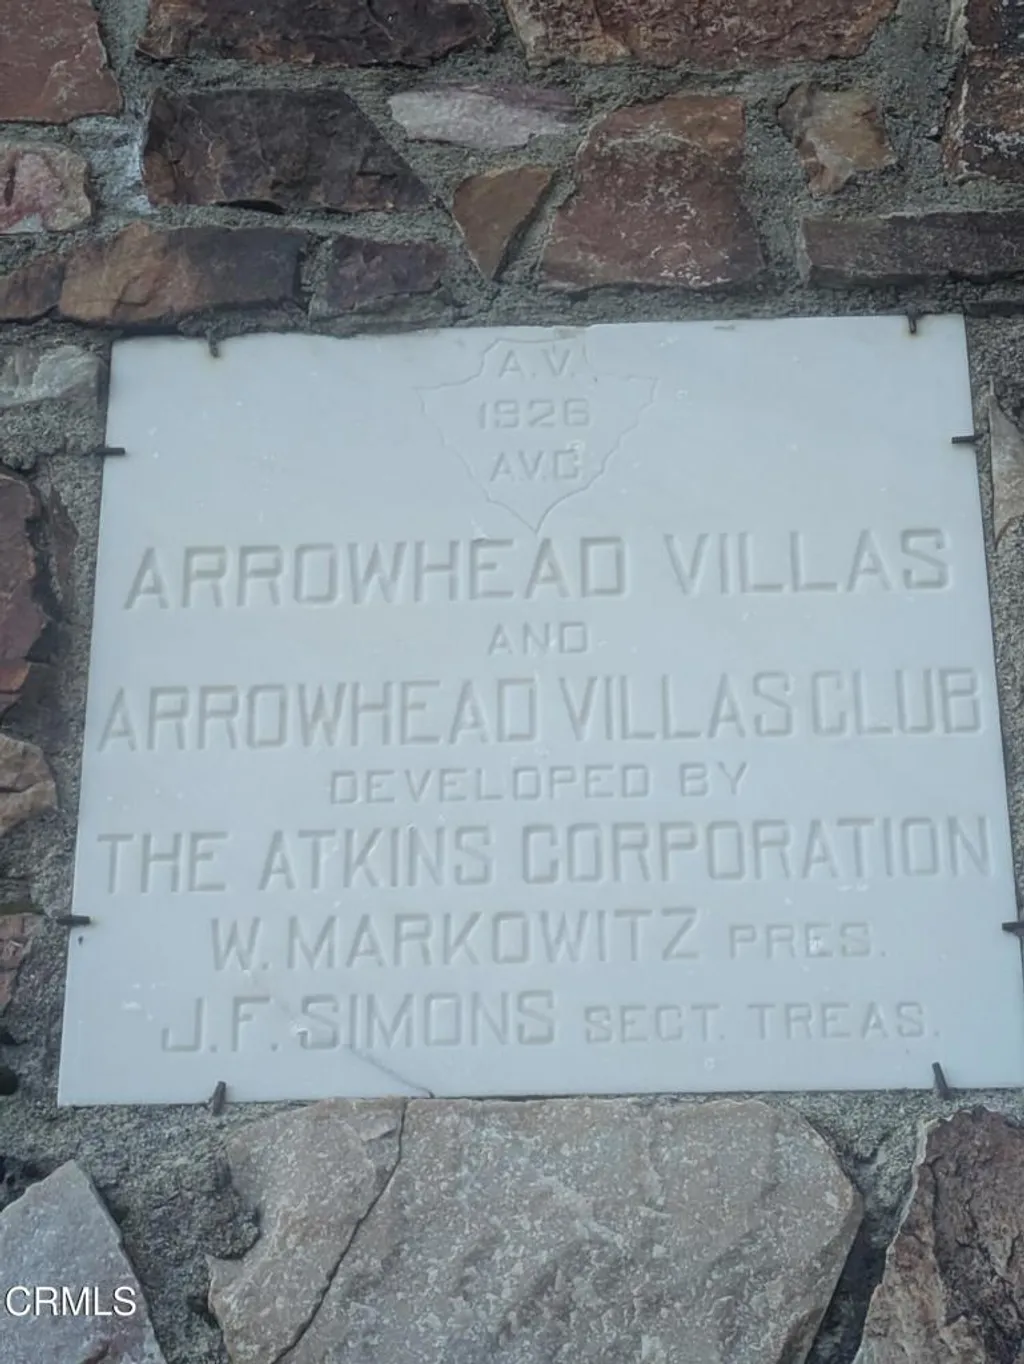 A.V.
1926
A.V.C
ARROWHEAD VILLAS
AND
ARROWHEAD VILLAS CLUB
DEVELOPED BY
THE ATKINS CORPORATION
W. MARKOWITZ PRES.
J.F. SIMONS SECT. TREAS.
CRMLS